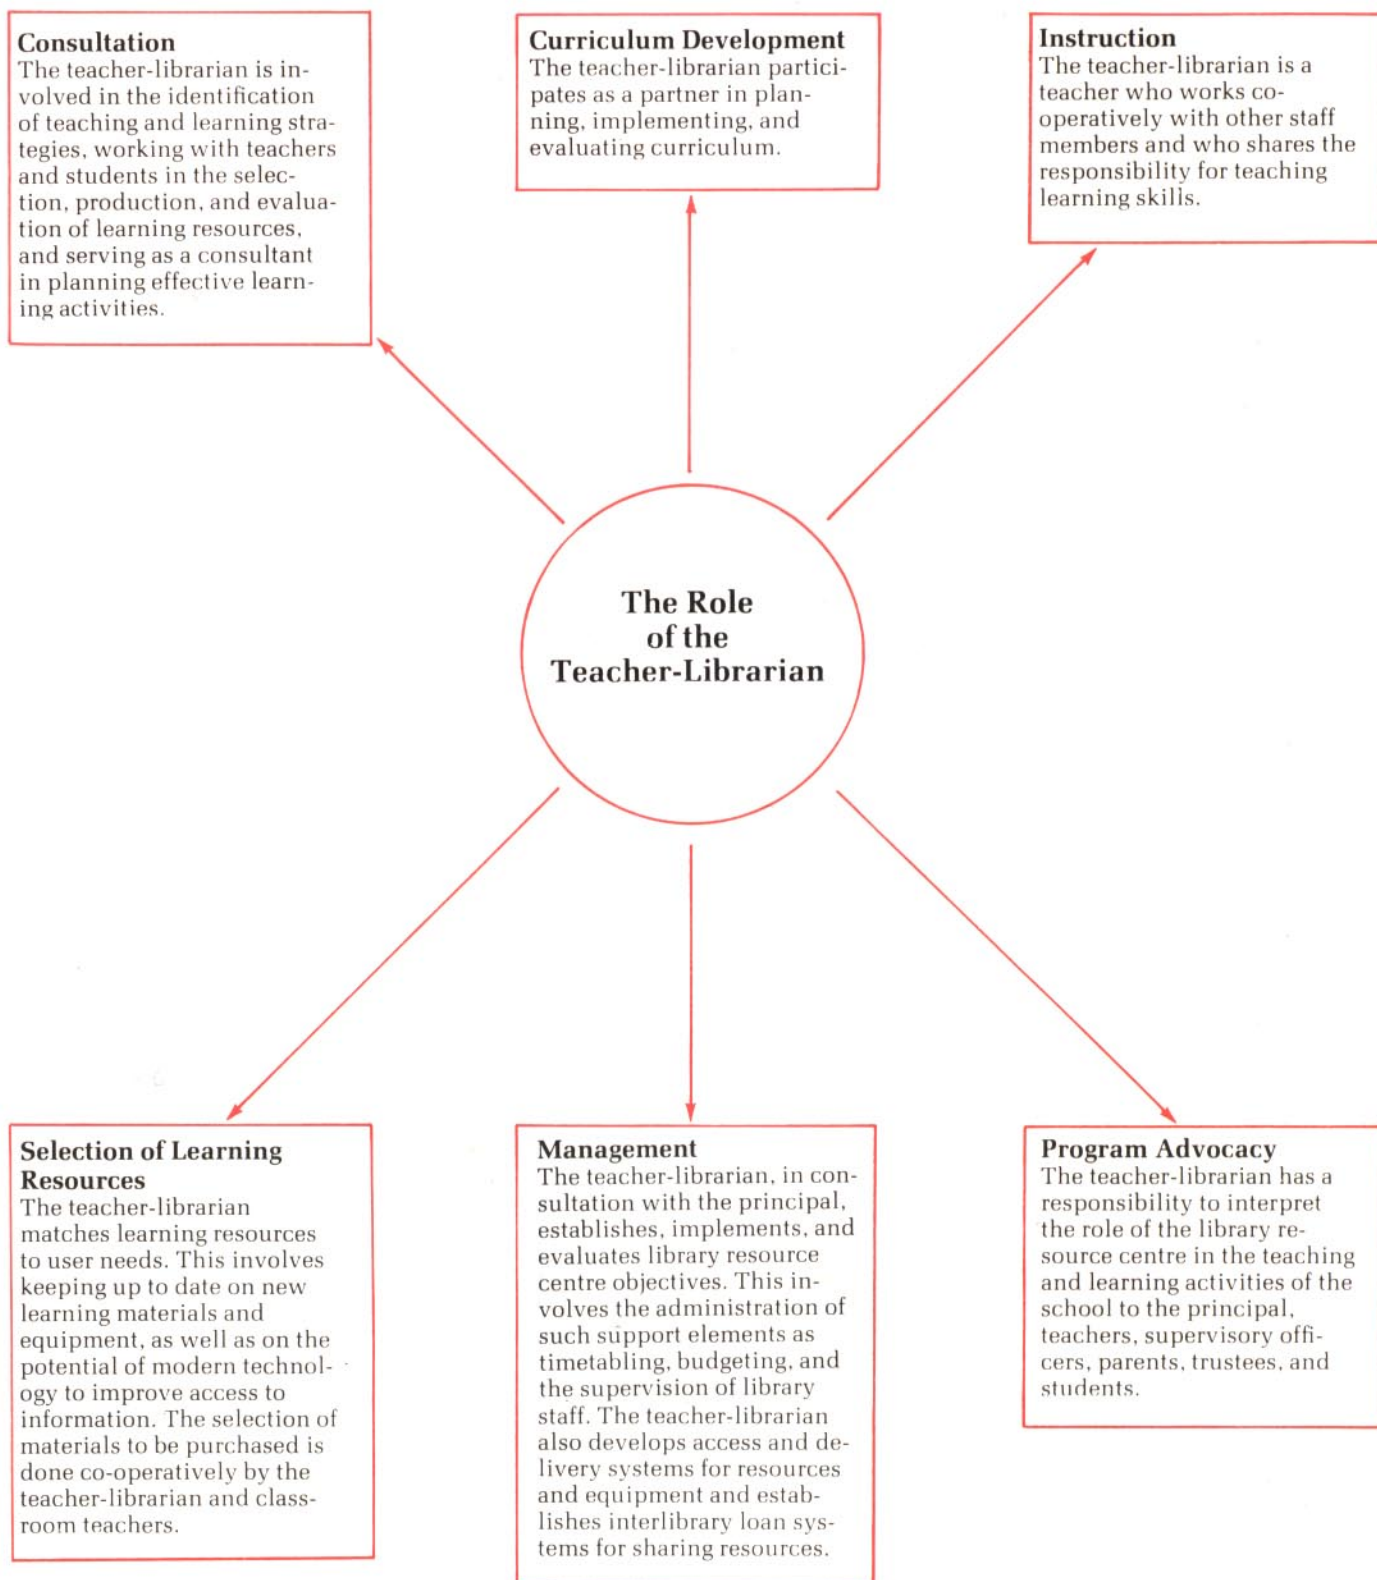 Consultation
The teacher-librarian is in-
volved in the identification
of teaching and learning stra-
tegies, working with teachers
and students in the selec-
tion, production, and evalua-
tion of learning resources,
and serving as a consultant
in planning effective learn-
ing activities.
Curriculum Development
The teacher-librarian partici-
pates as a partner in plan-
ning, implementing, and
evaluating curriculum.
Instruction
The teacher-librarian is a
teacher who works co-
operatively with other staff
members and who shares the
responsibility for teaching
learning skills.
The Role
of the
Teacher-Librarian
Selection of Learning
Resources
The teacher-librarian
matches learning resources
to user needs. This involves
keeping up to date on new
learning materials and
equipment, as well as on the
potential of modern technol-
ogy to improve access to
information. The selection of
materials to be purchased is
done co-operatively by the
teacher-librarian and class-
room teachers.
Management
The teacher-librarian, in con-
sultation with the principal,
establishes, implements, and
evaluates library resource
centre objectives. This in-
volves the administration of
such support elements as
timetabling, budgeting, and
the supervision of library
staff. The teacher-librarian
also develops access and de-
livery systems for resources
and equipment and estab-
lishes interlibrary loan sys-
tems for sharing resources.
Program Advocacy
The teacher-librarian has a
responsibility to interpret
the role of the library re-
source centre in the teaching
and learning activities of the
school to the principal,
teachers, supervisory offi-
cers, parents, trustees, and
students.